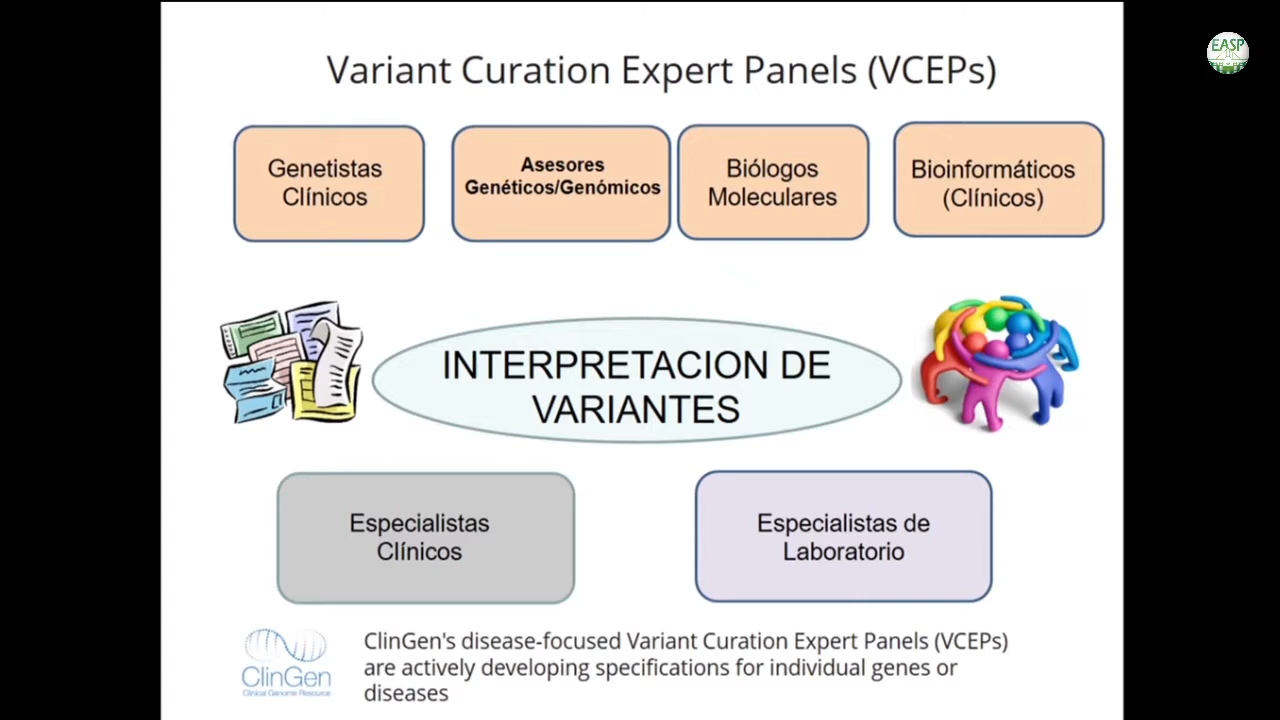 EASP
Variant Curation Expert Panels (VCEPs)
Genetistas
Clínicos
Asesores
Genéticos/Genómicos
Biólogos
Moleculares
Bioinformáticos
(Clínicos)
INTERPRETACION DE
VARIANTES
Especialistas
Clínicos
Especialistas de
Laboratorio
ClinGen
Clinical Genome Resource
ClinGen's disease-focused Variant Curation Expert Panels (VCEPs)
are actively developing specifications for individual genes or
diseases